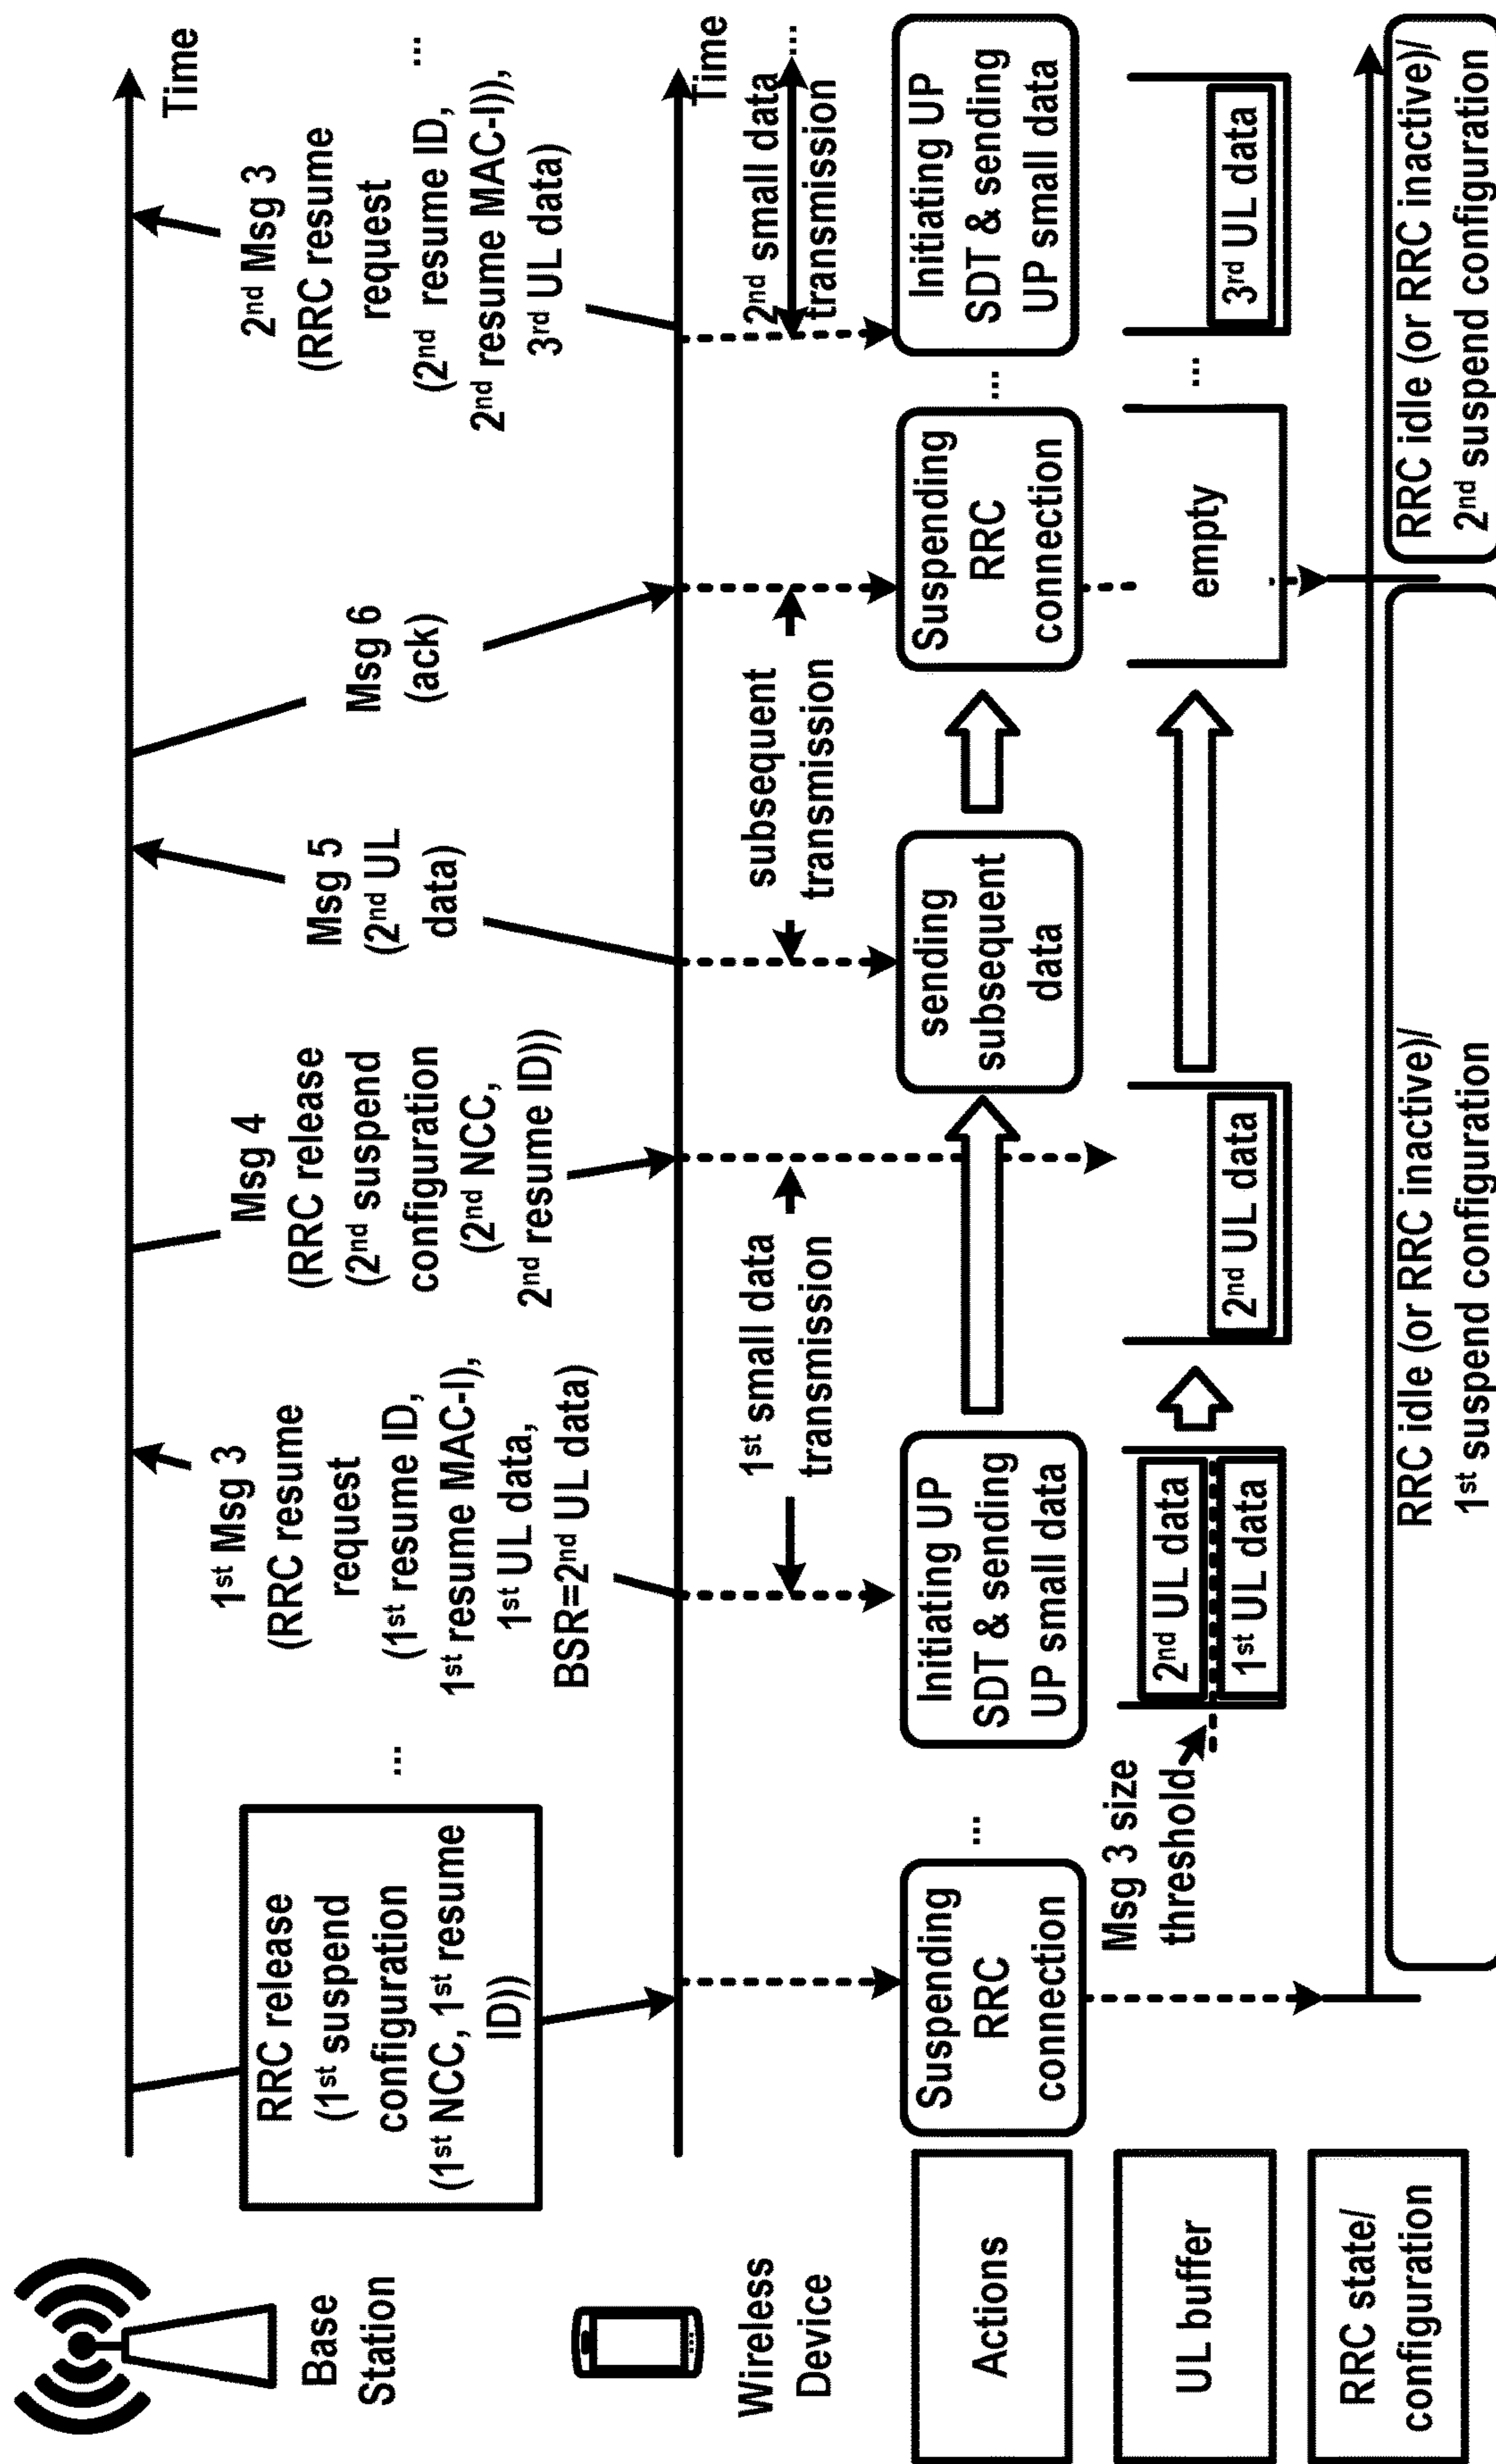 Base
Station
RRC release
(1st suspend
configuration
(1st NCC, 1st resume
ID))
...
1st Msg 3
(RRC resume
request
(1st resume ID,
1st resume MAC-I),
1st UL data,
BSR=2nd UL data)
Msg 4
(RRC release
(2nd suspend
configuration
(2nd NCC,
2nd resume ID))
Msg 5
(2nd UL
data)
Msg 6
(ack)
2nd Msg 3
(RRC resume
request
(2nd resume ID,
2nd resume MAC-I)),
3rd UL data)
...
Time
Wireless
Device
1st small data
transmission
subsequent
transmission
2nd small data
transmission
...
Time
Actions
Suspending
RRC
connection
...
Initiating UP
SDT & sending
UP small data
sending
subsequent
data
Suspending
RRC
connection
...
Initiating UP
SDT & sending
UP small data
UL buffer
Msg 3 size
threshold
2nd UL data
1st UL data
2nd UL data
empty
...
3rd UL data
RRC state/
configuration
RRC idle (or RRC inactive)/
1st suspend configuration
RRC idle (or RRC inactive)/
2nd suspend configuration